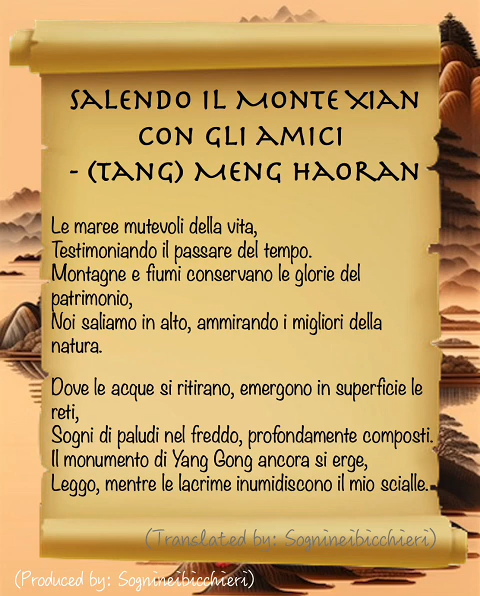 Salendo il Monte Xian
con gli amici
- (Tang) Meng Haoran
Le maree mutevoli della vita,
Testimoniando il passare del tempo.
Montagne e fiumi conservano le glorie del
patrimonio,
Noi saliamo in alto, ammirando i migliori della
natura.
Dove le acque si ritirano, emergono in superficie le
reti,
Sogni di paludi nel freddo, profondamente composti.
Il monumento di Yang Gong ancora si erge,
Leggo, mentre le lacrime inumidiscono il mio scialle.
(Translated by: Sognineibicchieri)
(Produced by: Sognineibicchieri)